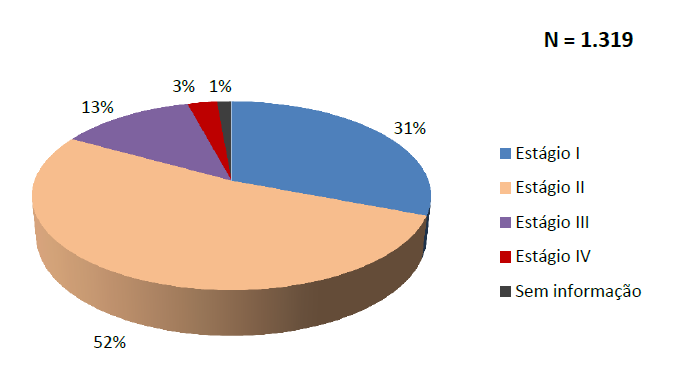 N = 1.319
3%
1%
13%
31%
52%
Estágio I
Estágio II
Estágio III
Estágio IV
Sem informação